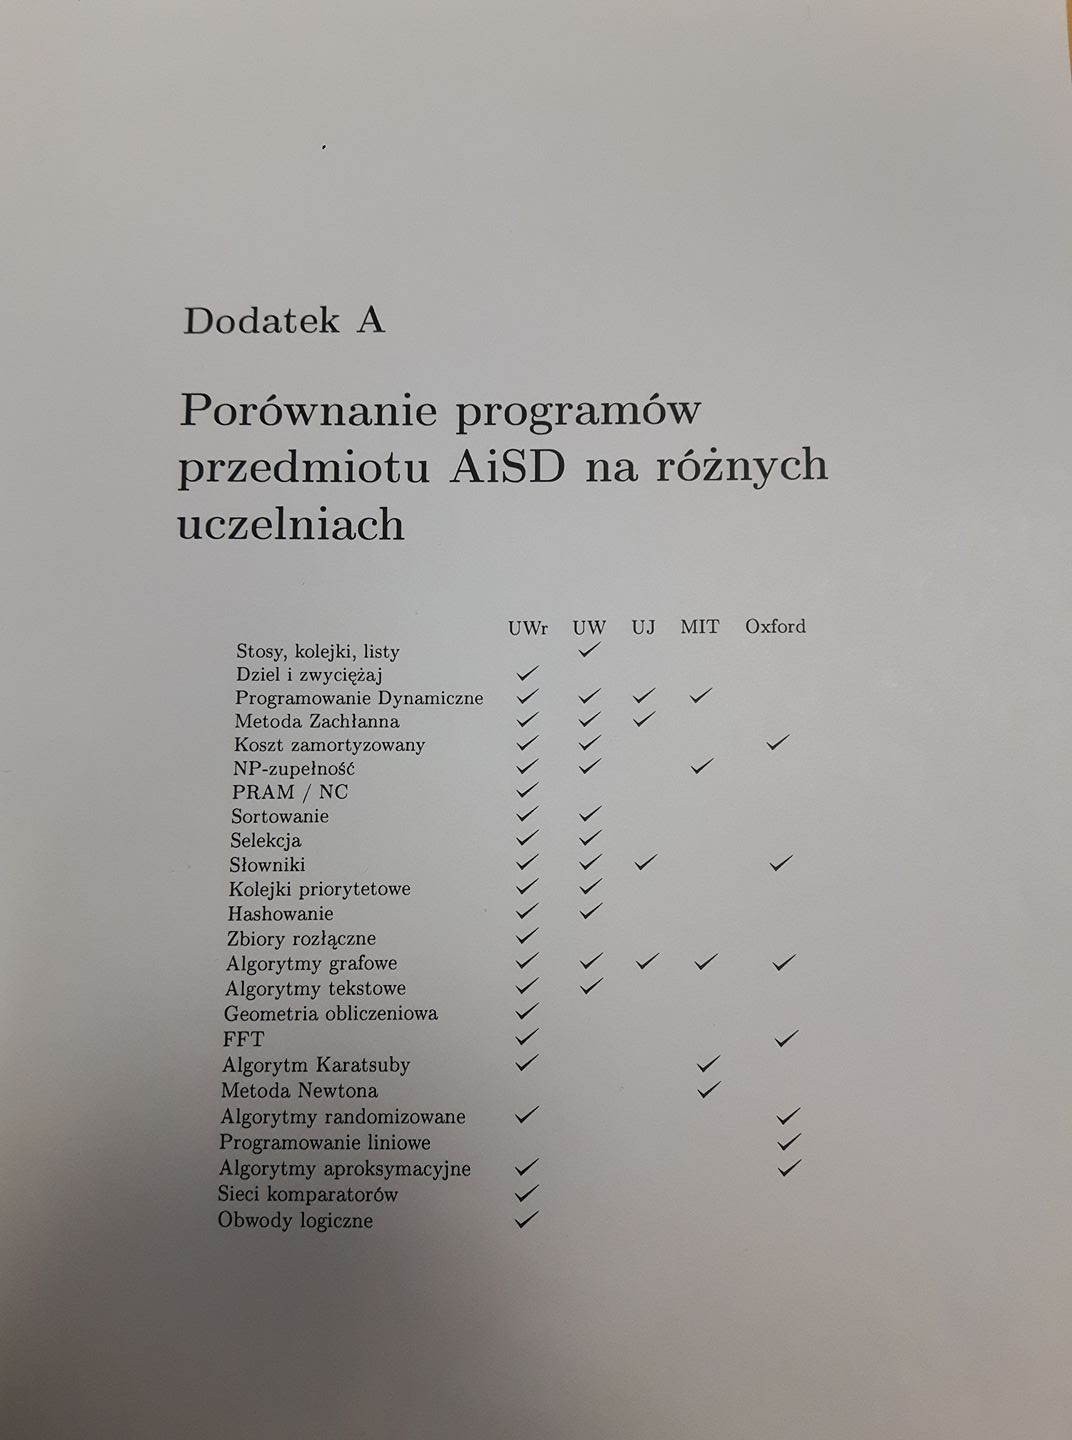 Dodatek A
Porównanie programów
przedmiotu AiSD na różnych
uczelniach
UWr UW UJ MIT Oxford
Stosy, kolejki, listy ✓
Dziel i zwyciężaj ✓
Programowanie Dynamiczne ✓ ✓ ✓ ✓
Metoda Zachłanna ✓ ✓ ✓
Koszt zamortyzowany ✓ ✓ ✓
NP-zupełność ✓ ✓ ✓
PRAM / NC ✓
Sortowanie ✓ ✓
Selekcja ✓ ✓
Słowniki ✓ ✓ ✓ ✓
Kolejki priorytetowe ✓ ✓
Hashowanie ✓ ✓
Zbiory rozłączne ✓
Algorytmy grafowe ✓ ✓ ✓ ✓ ✓
Algorytmy tekstowe ✓ ✓
Geometria obliczeniowa ✓
FFT ✓ ✓
Algorytm Karatsuby ✓ ✓
Metoda Newtona ✓
Algorytmy randomizowane ✓ ✓
Programowanie liniowe ✓
Algorytmy aproksymacyjne ✓ ✓
Sieci komparatorów ✓
Obwody logiczne ✓